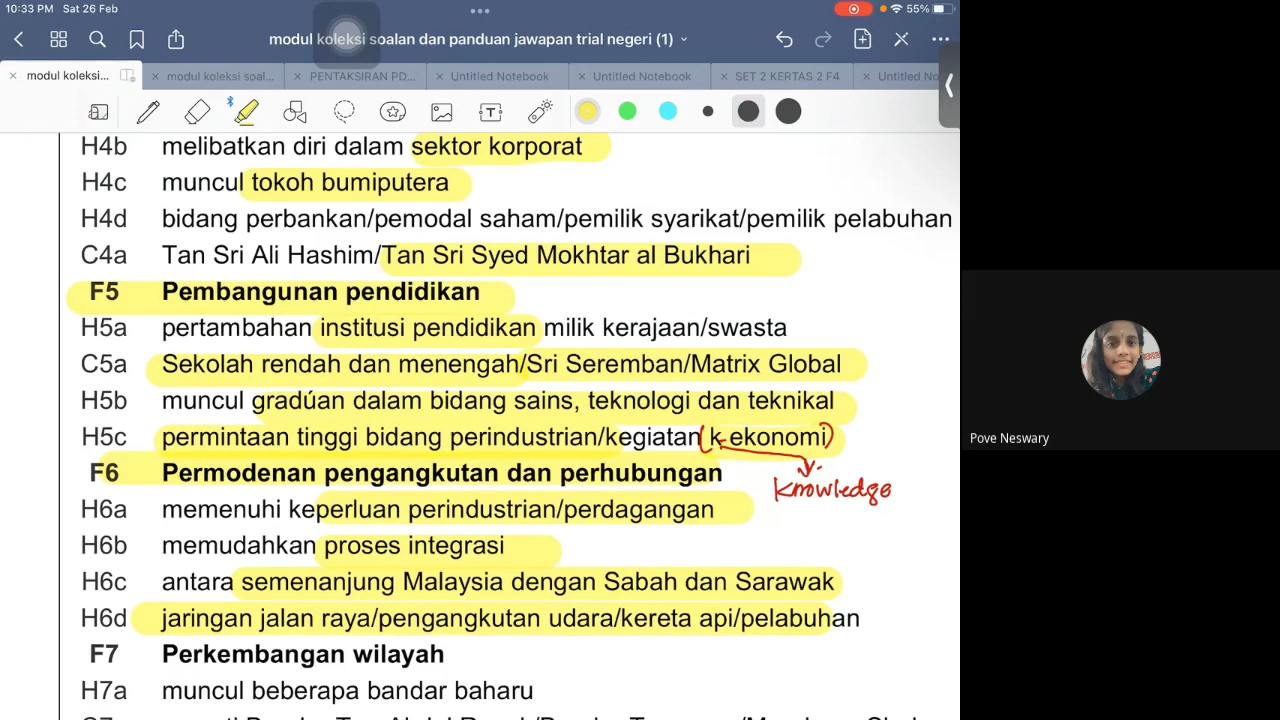 10:33 PM Sat 26 Feb
55%
modul koleksi soalan dan panduan jawapan trial negeri (1)
modul koleksi...
modul koleksi soal...
PENTAKSIRAN PD...
Untitled Notebook
Untitled Notebook
SET 2 KERTAS 2 F4
Untitled No
H4b melibatkan diri dalam sektor korporat
H4c muncul tokoh bumiputera
H4d bidang perbankan/pemodal saham/pemilik syarikat/pemilik pelabuhan
C4a Tan Sri Ali Hashim/Tan Sri Syed Mokhtar al Bukhari
F5 Pembangunan pendidikan
H5a pertambahan institusi pendidikan milik kerajaan/swasta
C5a Sekolah rendah dan menengah/Sri Seremban/Matrix Global
H5b muncul gradúan dalam bidang sains, teknologi dan teknikal
H5c permintaan tinggi bidang perindustrian/kegiatan (k ekonomi)
F6 Permodenan pengangkutan dan perhubungan
knowledge
H6a memenuhi keperluan perindustrian/perdagangan
H6b memudahkan proses integrasi
H6c antara semenanjung Malaysia dengan Sabah dan Sarawak
H6d jaringan jalan raya/pengangkutan udara/kereta api/pelabuhan
F7 Perkembangan wilayah
H7a muncul beberapa bandar baharu
Pove Neswary